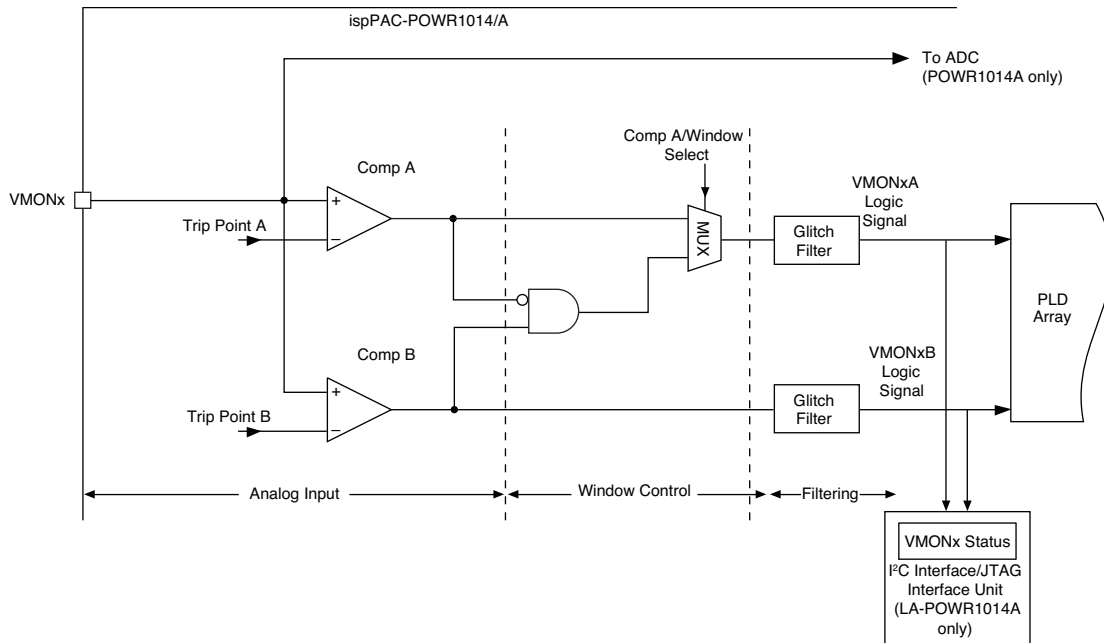 ispPAC-POWR1014/A
To ADC
(POWR1014A only)
Comp A/Window
Select
Comp A
VMONx
+
Trip Point A
–
MUX
Glitch
Filter
VMONxA
Logic
Signal
PLD
Array
Comp B
+
Trip Point B
–
Glitch
Filter
VMONxB
Logic
Signal
Analog Input
Window Control
Filtering
VMONx Status
I²C Interface/JTAG
Interface Unit
(LA-POWR1014A
only)